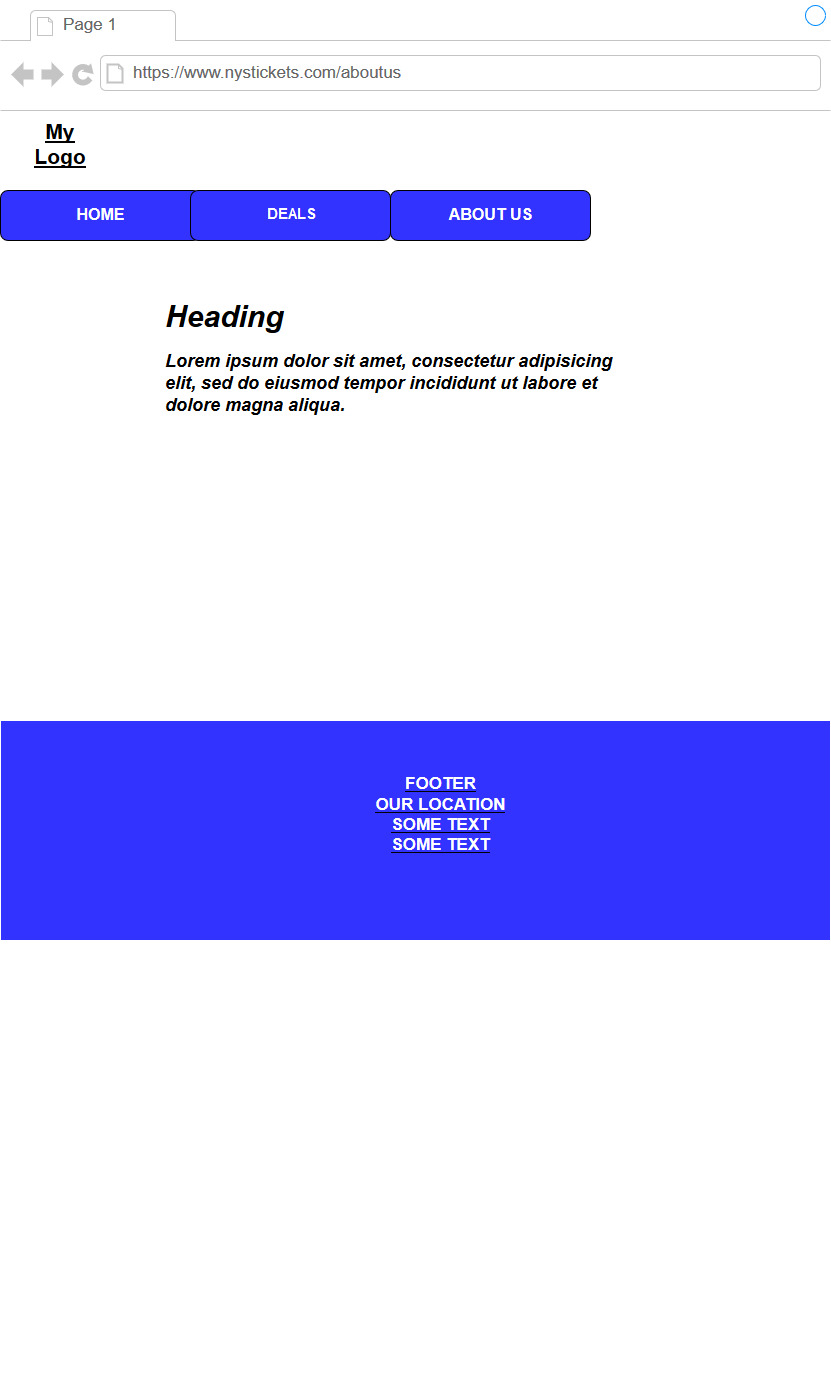 Page 1
https://www.nystickets.com/aboutus
My
Logo
HOME DEALS ABOUT US
Heading
Lorem ipsum dolor sit amet, consectetur adipisicing
elit, sed do eiusmod tempor incididunt ut labore et
dolore magna aliqua.
FOOTER
OUR LOCATION
SOME TEXT
SOME TEXT